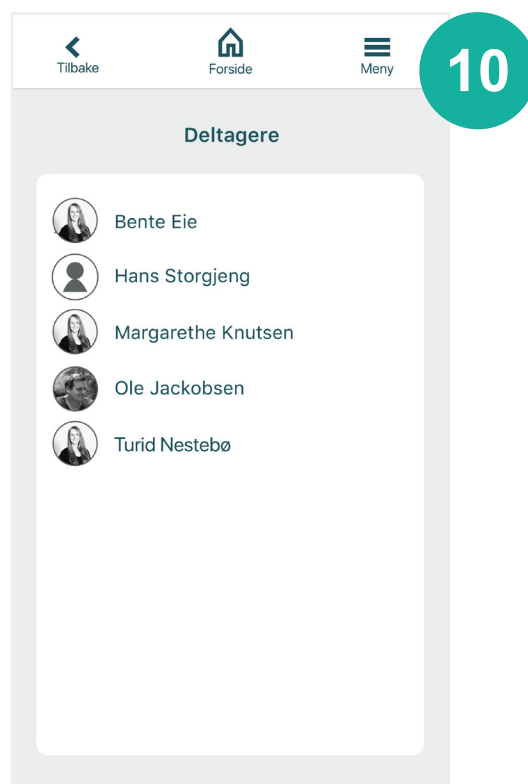 Tilbake
Forside
Meny
10
Deltagere
Bente Eie
Hans Storgjeng
Margarethe Knutsen
Ole Jackobsen
Turid Nestebø